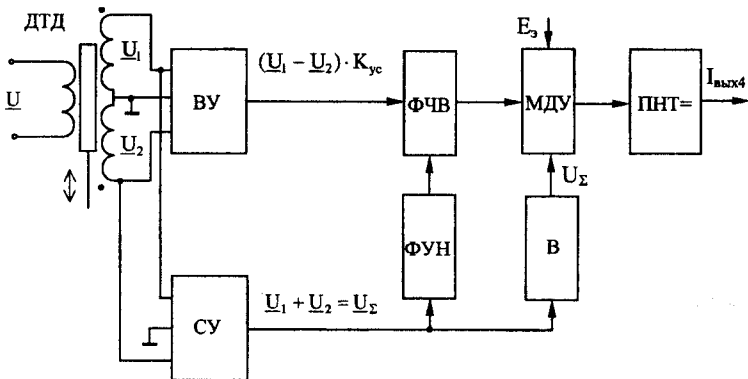 ДТД
U
U₁
U₂
ВУ
(U₁ − U₂) · Kус
ФЧВ
Eэ
МДУ
ПНТ=
Iвых4
UΣ
ФУН
В
СУ
U₁ + U₂ = UΣ